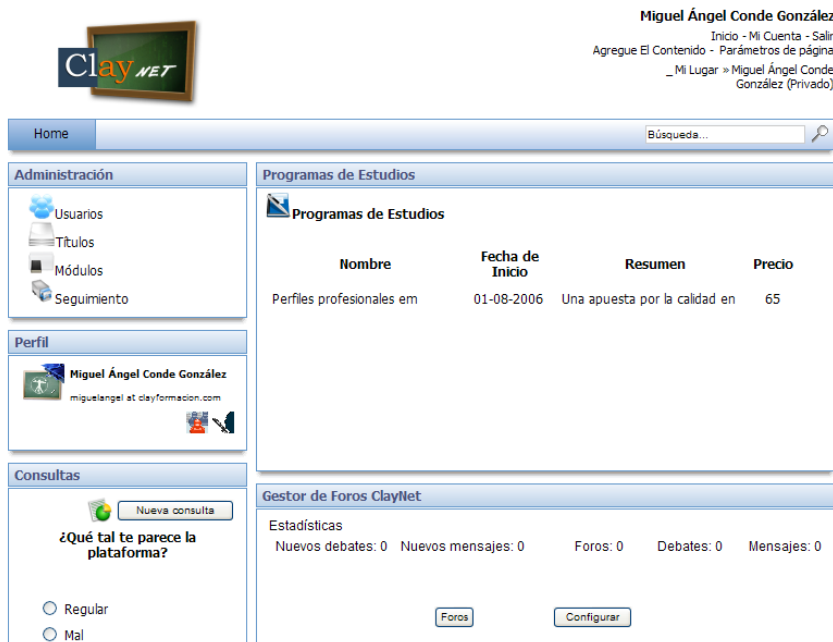 Miguel Ángel Conde González
Inicio - Mi Cuenta - Salir
Agregue El Contenido - Parámetros de página
_ Mi Lugar » Miguel Ángel Conde
González (Privado)
Clay NET
Home
Búsqueda...
Administración
Usuarios
Títulos
Módulos
Seguimiento
Perfil
Miguel Ángel Conde González
miguelangel at clayformacion.com
Consultas
Nueva consulta
¿Qué tal te parece la
plataforma?
Regular
Mal
Programas de Estudios
Programas de Estudios
Nombre Fecha de Inicio Resumen Precio
Perfiles profesionales em 01-08-2006 Una apuesta por la calidad en 65
Gestor de Foros ClayNet
Estadísticas
Nuevos debates: 0 Nuevos mensajes: 0 Foros: 0 Debates: 0 Mensajes: 0
Foros Configurar